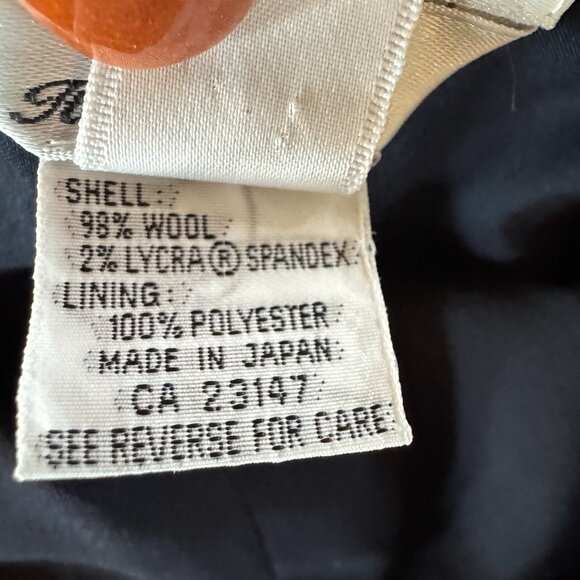 SHELL:
98% WOOL
2% LYCRA® SPANDEX
LINING:
100% POLYESTER
MADE IN JAPAN
CA 23147
SEE REVERSE FOR CARE